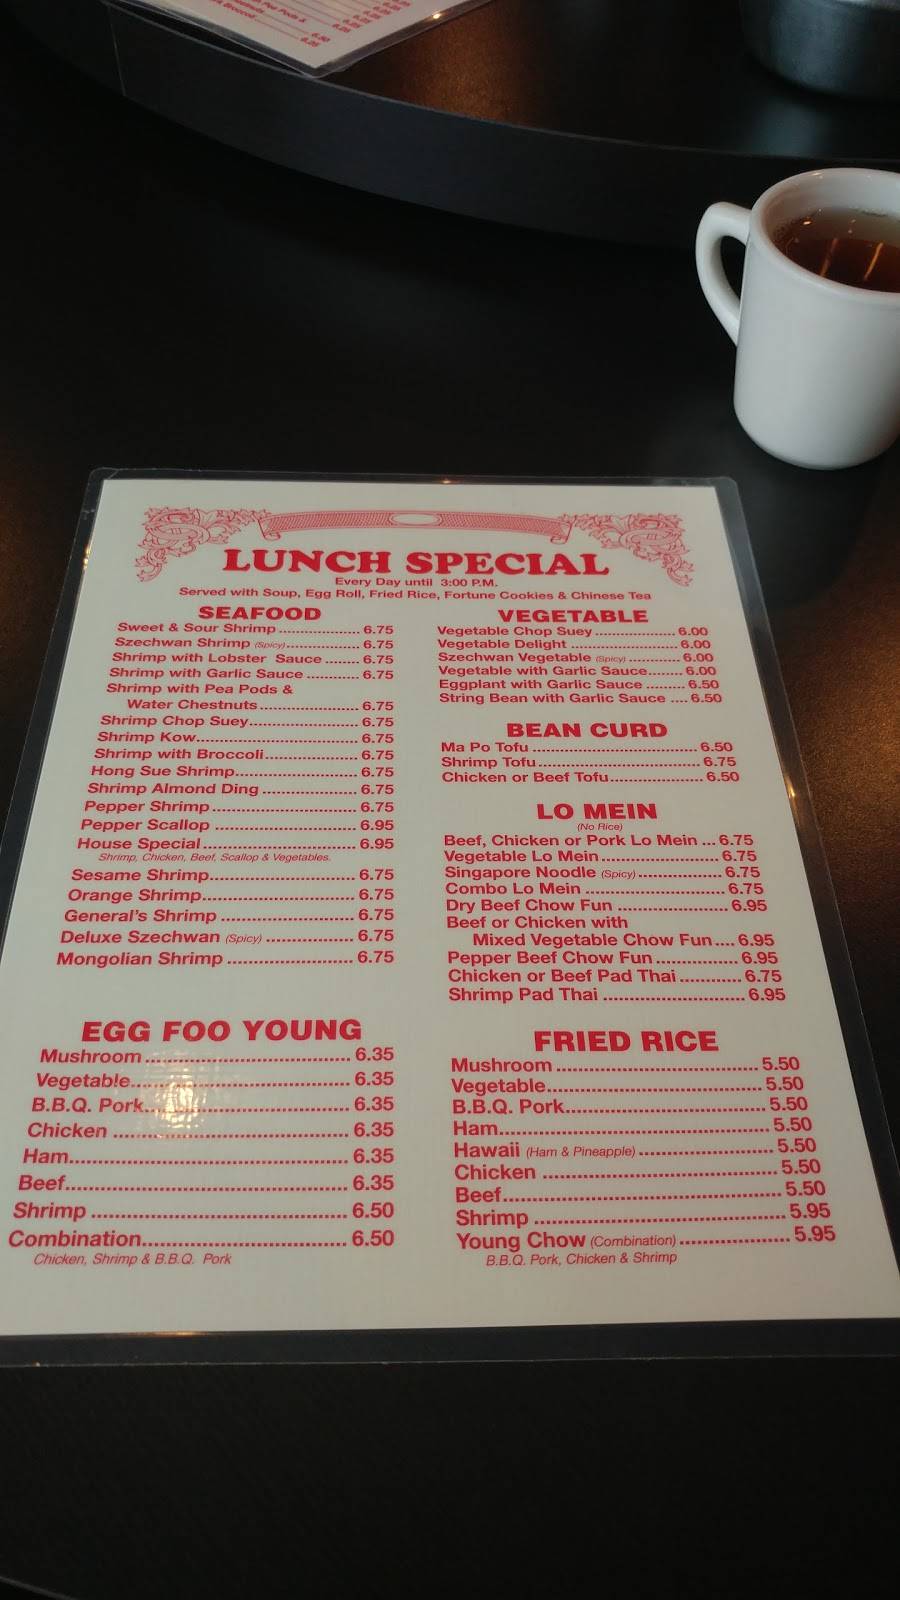 LUNCH SPECIAL
Every Day until 3:00 P.M.
Served with Soup, Egg Roll, Fried Rice, Fortune Cookies & Chinese Tea
SEAFOOD
Sweet & Sour Shrimp 6.75
Szechwan Shrimp (Spicy) 6.75
Shrimp with Lobster Sauce 6.75
Shrimp with Garlic Sauce 6.75
Shrimp with Pea Pods &
Water Chestnuts 6.75
Shrimp Chop Suey 6.75
Shrimp Kow 6.75
Shrimp with Broccoli 6.75
Hong Sue Shrimp 6.75
Shrimp Almond Ding 6.75
Pepper Shrimp 6.75
Pepper Scallop 6.95
House Special 6.95
Shrimp, Chicken, Beef, Scallop & Vegetables.
Sesame Shrimp 6.75
Orange Shrimp 6.75
General's Shrimp 6.75
Deluxe Szechwan (Spicy) 6.75
Mongolian Shrimp 6.75
EGG FOO YOUNG
Mushroom 6.35
Vegetable 6.35
B.B.Q. Pork 6.35
Chicken 6.35
Ham 6.35
Beef 6.35
Shrimp 6.50
Combination 6.50
Chicken, Shrimp & B.B.Q. Pork
VEGETABLE
Vegetable Chop Suey 6.00
Vegetable Delight 6.00
Szechwan Vegetable (Spicy) 6.00
Vegetable with Garlic Sauce 6.00
Eggplant with Garlic Sauce 6.50
String Bean with Garlic Sauce 6.50
BEAN CURD
Ma Po Tofu 6.50
Shrimp Tofu 6.75
Chicken or Beef Tofu 6.50
LO MEIN
(No Rice)
Beef, Chicken or Pork Lo Mein 6.75
Vegetable Lo Mein 6.75
Singapore Noodle (Spicy) 6.75
Combo Lo Mein 6.75
Dry Beef Chow Fun 6.95
Beef or Chicken with
Mixed Vegetable Chow Fun 6.95
Pepper Beef Chow Fun 6.95
Chicken or Beef Pad Thai 6.75
Shrimp Pad Thai 6.95
FRIED RICE
Mushroom 5.50
Vegetable 5.50
B.B.Q. Pork 5.50
Ham 5.50
Hawaii (Ham & Pineapple) 5.50
Chicken 5.50
Beef 5.50
Shrimp 5.95
Young Chow (Combination) 5.95
B.B.Q. Pork, Chicken & Shrimp